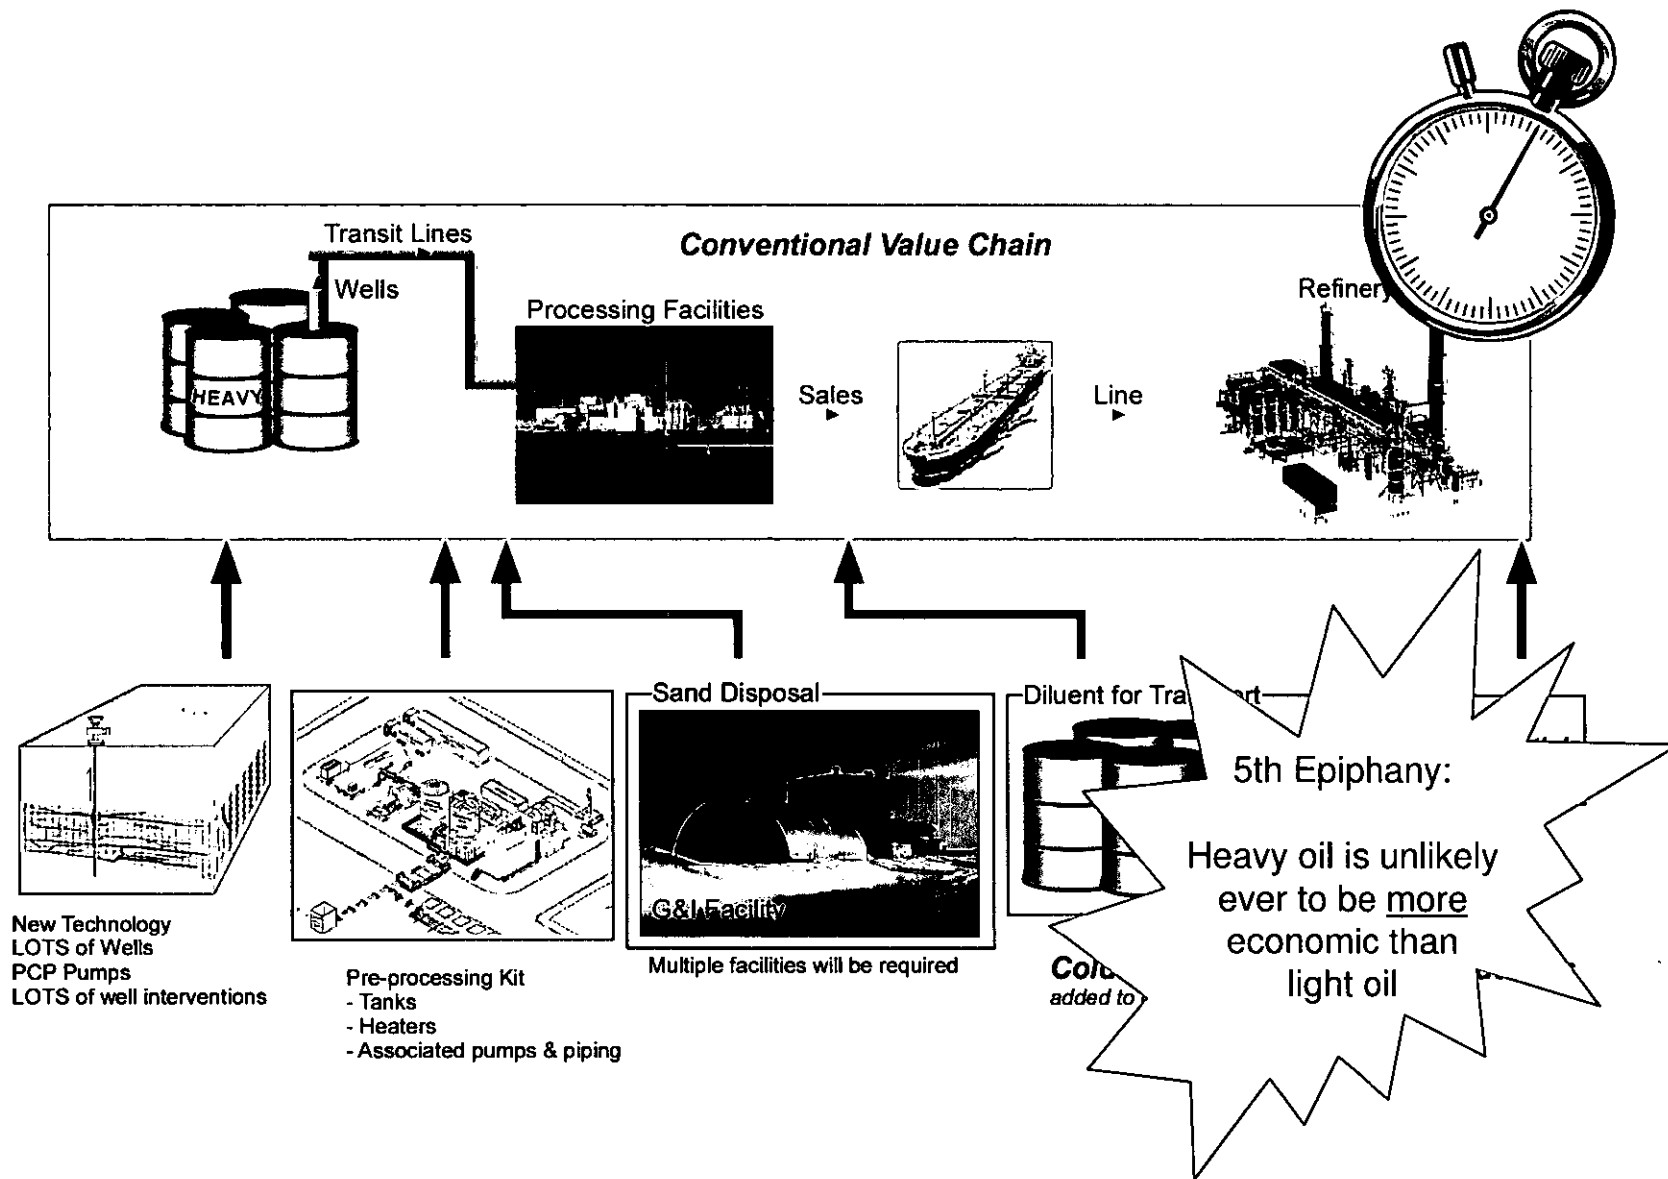 Transit Lines
Conventional Value Chain
Wells
Processing Facilities
Refinery
HEAVY
Sales
Line
Sand Disposal
Diluent for
G&I Facility
New Technology
LOTS of Wells
PCP Pumps
LOTS of well interventions
Pre-processing Kit
- Tanks
- Heaters
- Associated pumps & piping
Multiple facilities will be required
added to
5th Epiphany:
Heavy oil is unlikely
ever to be more
economic than
light oil